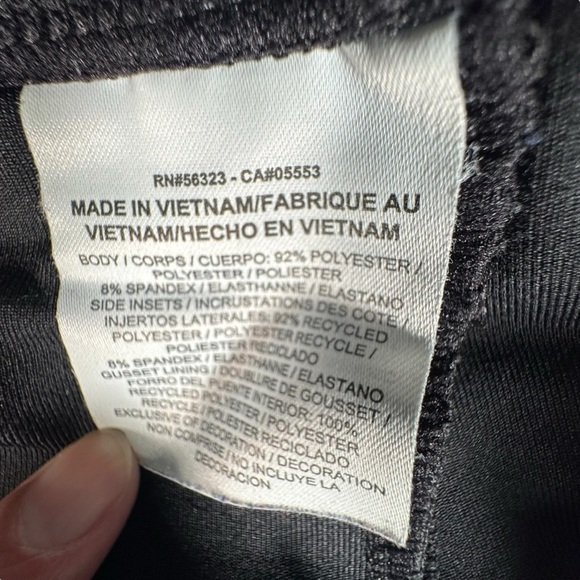 RN#56323 - CA#05553
MADE IN VIETNAM/FABRIQUE AU
VIETNAM/HECHO EN VIETNAM
BODY / CORPS / CUERPO: 92% POLYESTER /
POLYESTER / POLIESTER
8% SPANDEX / ELASTHANNE / ELASTANO
SIDE INSETS / INCRUSTATIONS DES COTE /
INJERTOS LATERALES: 92% RECYCLED
POLYESTER / POLYESTER RECYCLE /
POLIESTER RECICLADO
8% SPANDEX / ELASTHANNE / ELASTANO
GUSSET LINING / DOUBLURE DE GOUSSET /
FORRO DEL PUENTE INTERIOR: 100%
RECYCLED POLYESTER / POLYESTER
RECYCLE / POLYESTER RECICLADO
EXCLUSIVE OF DECORATION / DECORATION
NON COMPRISE / NO INCLUYE LA
DECORACION